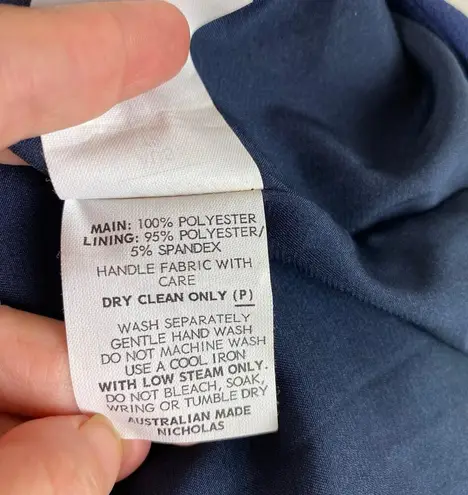 MAIN: 100% POLYESTER
LINING: 95% POLYESTER/
5% SPANDEX
HANDLE FABRIC WITH
CARE
DRY CLEAN ONLY (P)
WASH SEPARATELY
GENTLE HAND WASH
DO NOT MACHINE WASH
USE A COOL IRON
WITH LOW STEAM ONLY.
DO NOT BLEACH, SOAK,
WRING OR TUMBLE DRY
AUSTRALIAN MADE
NICHOLAS